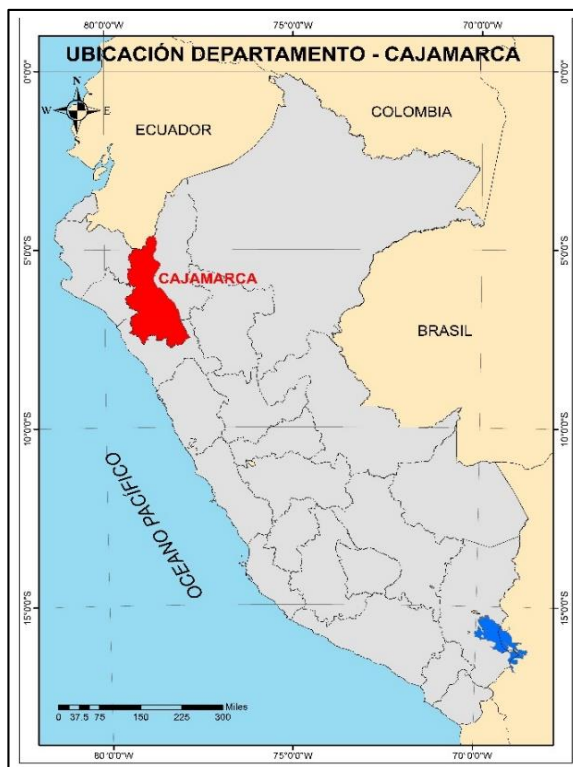 80°0'0"W 75°0'0"W 70°0'0"W
UBICACIÓN DEPARTAMENTO - CAJAMARCA
0°0'0" 0°0'0"
N
W E
S
COLOMBIA
ECUADOR
5°0'0"S 5°0'0"S
CAJAMARCA
BRASIL
10°0'0"S 10°0'0"S
OCEANO PACÍFICO
15°0'0"S 15°0'0"S
Miles
0 37.5 75 150 225 300
80°0'0"W 75°0'0"W 70°0'0"W